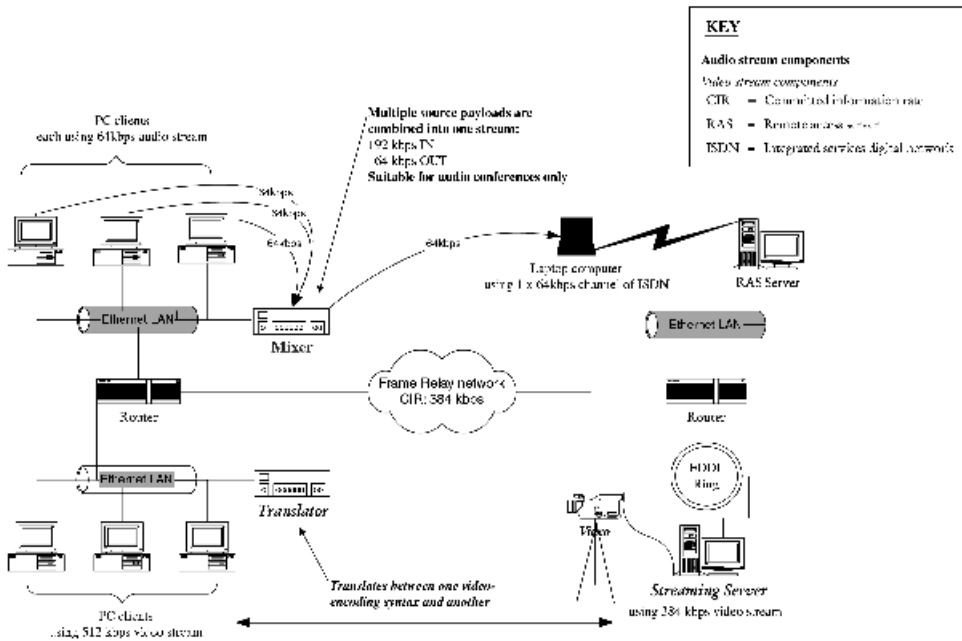 KEY
Audio stream components
Video stream components
CIR = Committed information rate
RAS = Remote access server
ISDN = Integrated services digital network
PC clients
each using 64kbps audio stream
Multiple source payloads are
combined into one stream:
192 kbps IN
64 kbps OUT
Suitable for audio conferences only
64kbps
64kbps
64kbps
64kbps
Laptop computer
using 1 x 64kbps channel of ISDN
RAS Server
Ethernet LAN
Mixer
Ethernet LAN
Frame Relay network
CIR: 384 kbps
Router
Router
Ethernet LAN
Translator
FDDI
Ring
Video
Translates between one video-
encoding syntax and another
Streaming Server
using 384 kbps video stream
PC clients
using 512 kbps video stream